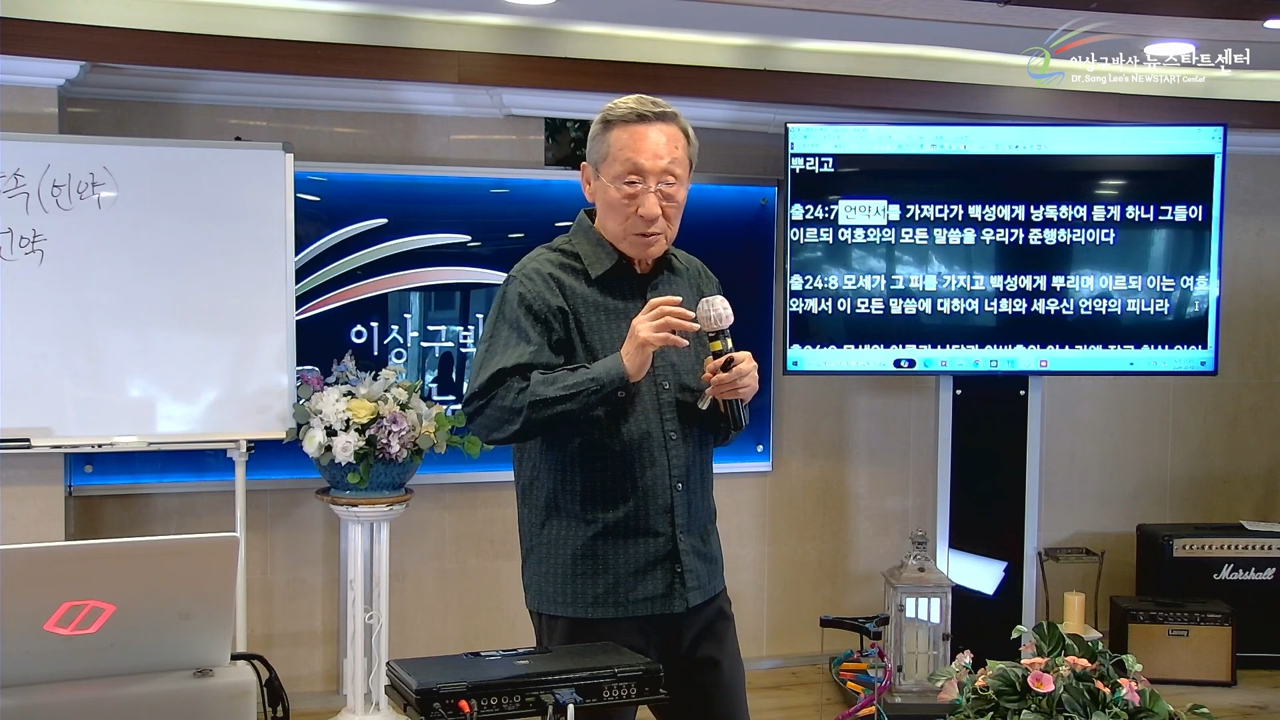 이상구박사 뉴스타트센터
Dr. Sang Lee's NEWSTART Center
속(언약)
언약
이상구박
뿌리고
출24:7 언약서를 가져다가 백성에게 낭독하여 듣게 하니 그들이
이르되 여호와의 모든 말씀을 우리가 준행하리이다
출24:8 모세가 그 피를 가지고 백성에게 뿌리며 이르되 이는 여호
와께서 이 모든 말씀에 대하여 너희와 세우신 언약의 피니라
Marshall
Laney